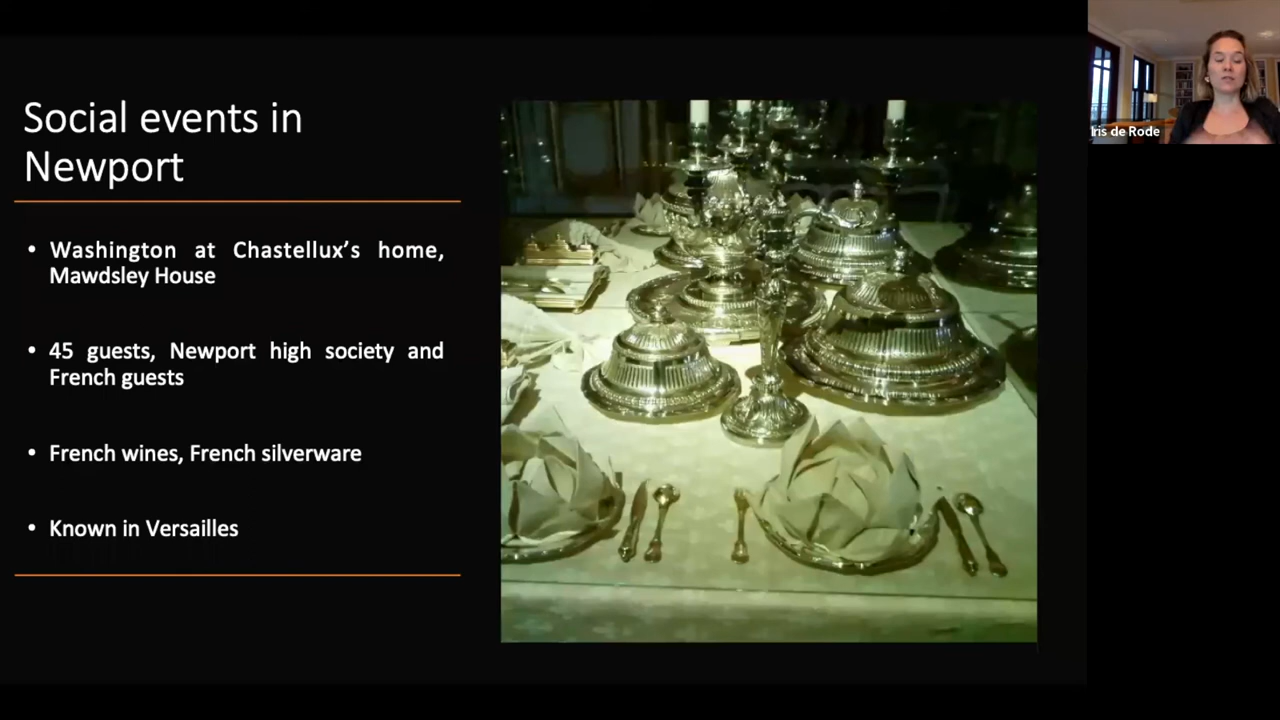 Social events in
Newport
• Washington at Chastellux’s home,
Mawdsley House
• 45 guests, Newport high society and
French guests
• French wines, French silverware
• Known in Versailles
Iris de Rode